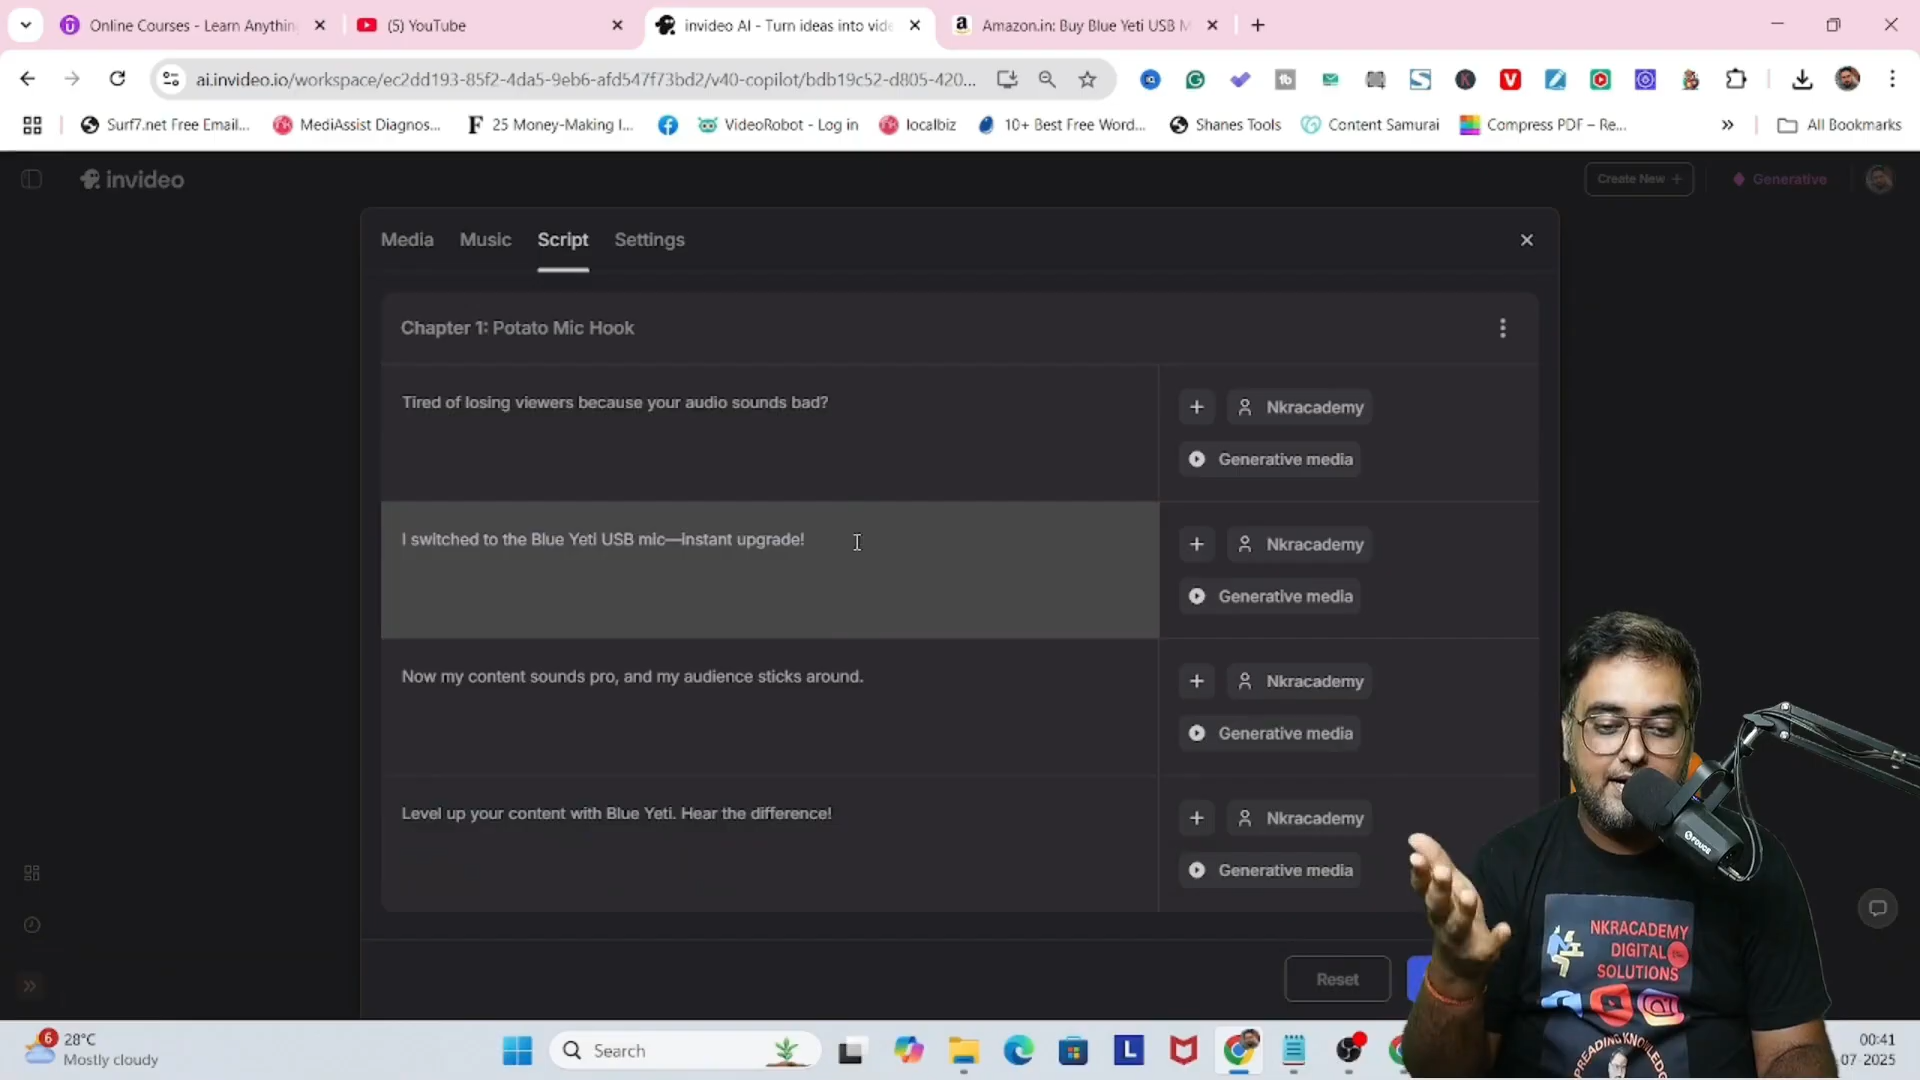 Online Courses - Learn Anythin
(5) YouTube
invideo AI - Turn ideas into vide
Amazon.in: Buy Blue Yeti USB M
ai.invideo.io/workspace/ec2dd193-85f2-4da5-9eb6-afd547f73bd2/v40-copilot/bdb19c52-d805-420...
Surf7.net Free Email...
MediAssist Diagnos...
25 Money-Making I...
VideoRobot - Log in
localbiz
10+ Best Free Word...
Shanes Tools
Content Samurai
Compress PDF – Re...
All Bookmarks
invideo
Create New +
Generative
Media
Music
Script
Settings
Chapter 1: Potato Mic Hook
Tired of losing viewers because your audio sounds bad?
Nkracademy
Generative media
I switched to the Blue Yeti USB mic—instant upgrade!
Nkracademy
Generative media
Now my content sounds pro, and my audience sticks around.
Nkracademy
Generative media
Level up your content with Blue Yeti. Hear the difference!
Nkracademy
Generative media
Reset
NKRACADEMY
DIGITAL
SOLUTIONS
6
28°C
Mostly cloudy
Search
00:41
07-2025